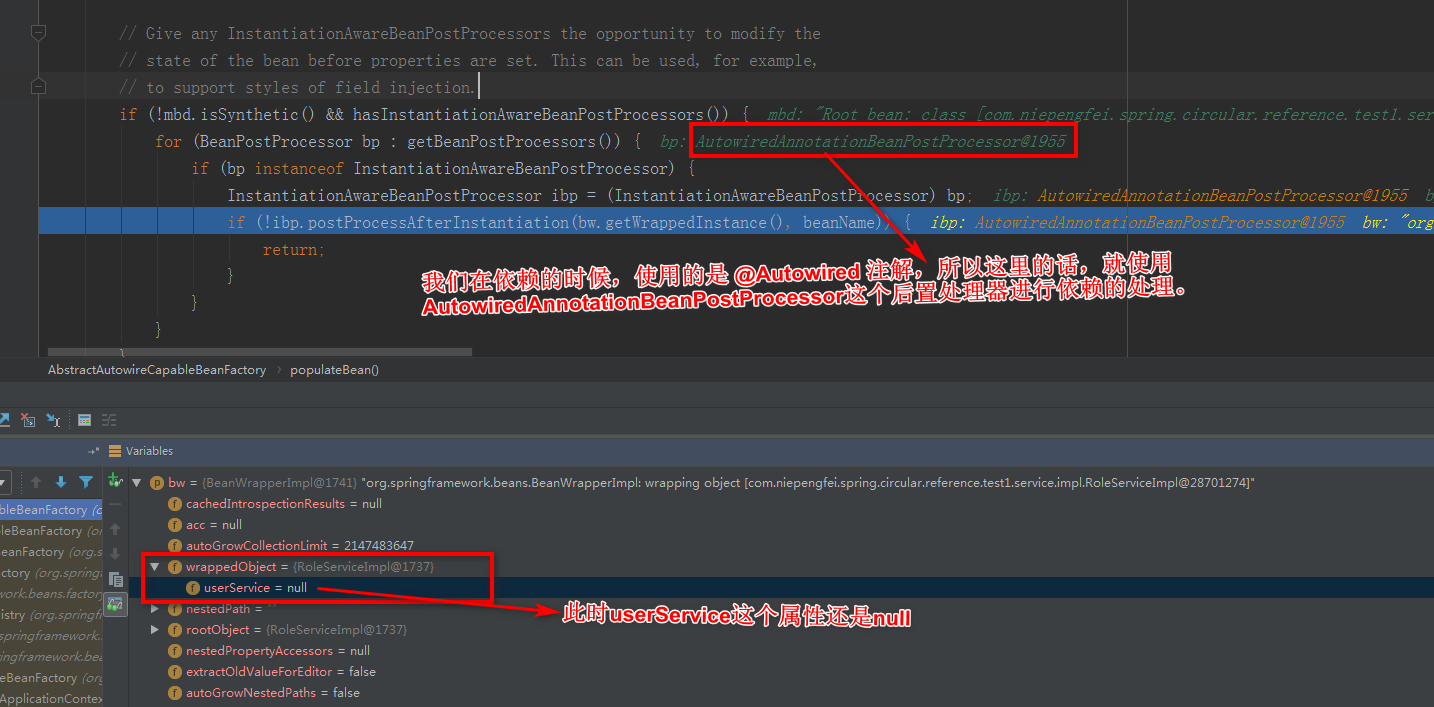 // Give any InstantiationAwareBeanPostProcessors the opportunity to modify the
// state of the bean before properties are set. This can be used, for example,
// to support styles of field injection.
if (!mbd.isSynthetic() && hasInstantiationAwareBeanPostProcessors()) { mbd: "Root bean: class [com.niepengfei.spring.circular.reference.test1.ser
for (BeanPostProcessor bp : getBeanPostProcessors()) { bp: AutowiredAnnotationBeanPostProcessor@1955
if (bp instanceof InstantiationAwareBeanPostProcessor) {
InstantiationAwareBeanPostProcessor ibp = (InstantiationAwareBeanPostProcessor) bp; ibp: AutowiredAnnotationBeanPostProcessor@1955 b
if (!ibp.postProcessAfterInstantiation(bw.getWrappedInstance(), beanName)) { ibp: AutowiredAnnotationBeanPostProcessor@1955 bw: "org
return;
}
我们在依赖的时候，使用的是 @Autowired 注解，所以这里的话，就使用
AutowiredAnnotationBeanPostProcessor这个后置处理器进行依赖的处理。
}
}
}
AbstractAutowireCapableBeanFactory › populateBean()
Variables
bw = {BeanWrapperImpl@1741} "org.springframework.beans.BeanWrapperImpl: wrapping object [com.niepengfei.spring.circular.reference.test1.service.impl.RoleServiceImpl@28701274]"
cachedIntrospectionResults = null
bleBeanFactory (o
acc = null
leBeanFactory (or
autoGrowCollectionLimit = 2147483647
eanFactory (org.s
wrappedObject = {RoleServiceImpl@1737}
ctory (org.spring
userService = null
work.beans.factor
此时userService这个属性还是null
nestedPath = ""
istry (org.springf
rootObject = {RoleServiceImpl@1737}
springframework.b
nestedPropertyAccessors = null
ringframework.bea
extractOldValueForEditor = false
eBeanFactory (org
autoGrowNestedPaths = false
ApplicationContex